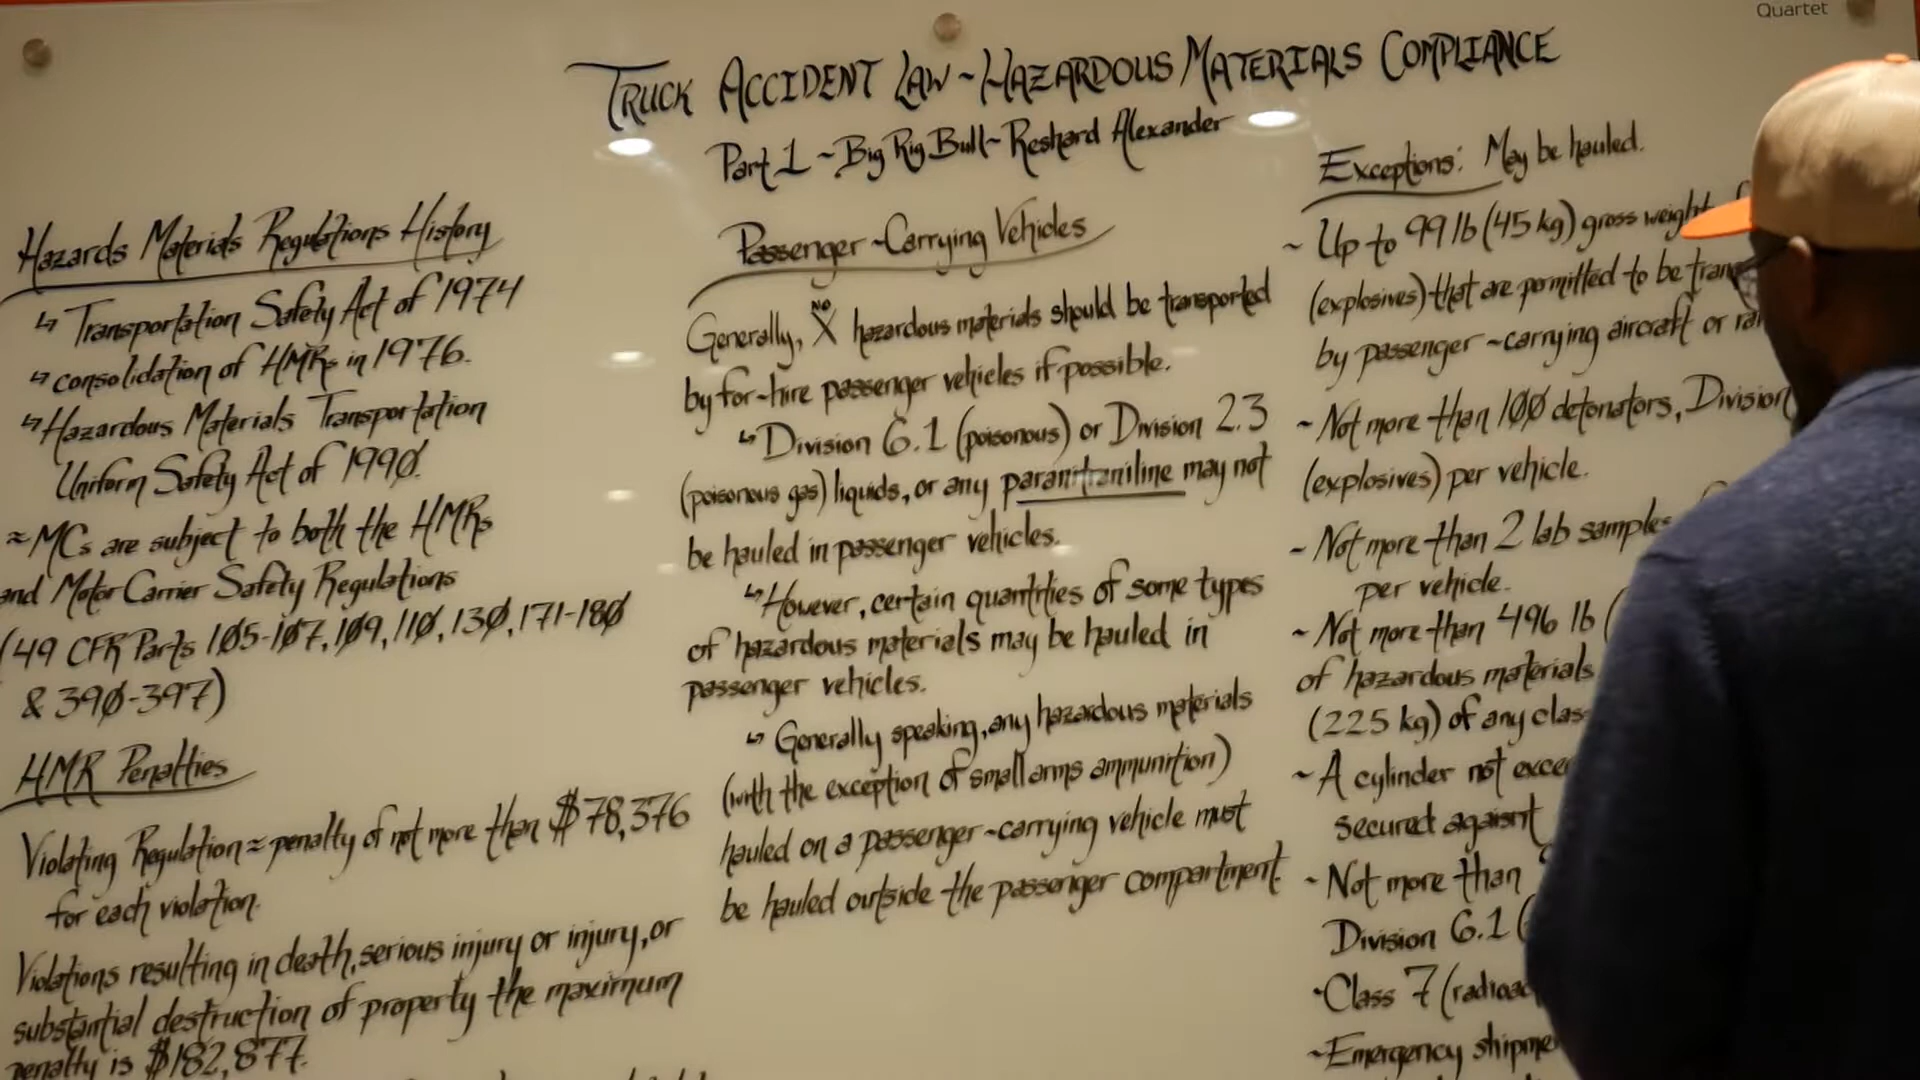 Quartet
TRUCK ACCIDENT LAW ~ HAZARDOUS MATERIALS COMPLIANCE
Part 1 ~ Big Rig Bull ~ Reshard Alexander
Hazards Materials Regulations History
↳ Transportation Safety Act of 1974
↳ consolidation of HMRs in 1976.
↳ Hazardous Materials Transportation
Uniform Safety Act of 1990.
≈ MCs are subject to both the HMRs
and Motor Carrier Safety Regulations
(49 CFR Parts 105-107, 109, 110, 130, 171-180
& 390-397)
HMR Penalties
Violating Regulation ≈ penalty of not more than $78,376
for each violation.
Violations resulting in death, serious injury or injury, or
substantial destruction of property the maximum
penalty is $182,877.
Passenger-Carrying Vehicles
NO
Generally, X hazardous materials should be transported
by for-hire passenger vehicles if possible.
↳ Division 6.1 (poisonous) or Division 2.3
(poisonous gas) liquids, or any may not
be hauled in passenger vehicles.
↳ However, certain quantities of some types
of hazardous materials may be hauled in
passenger vehicles.
↳ Generally speaking, any hazardous materials
(with the exception of small arms ammunition)
hauled on a passenger-carrying vehicle must
be hauled outside the passenger compartment.
Exceptions: May be hauled.
~ Up to 99 lb (45 kg) gross weight
(explosives) that are permitted to be tran
by passenger-carrying aircraft or rai
~ Not more than 100 detonators, Division
(explosives) per vehicle.
~ Not more than 2 lab samples
per vehicle.
~ Not more than 496 lb (
of hazardous materials
(225 kg) of any clas
~ A cylinder not exce
secured agaisnt
~ Not more than
Division 6.1 (
~ Class 7 (radioac
~ Emergency shipme